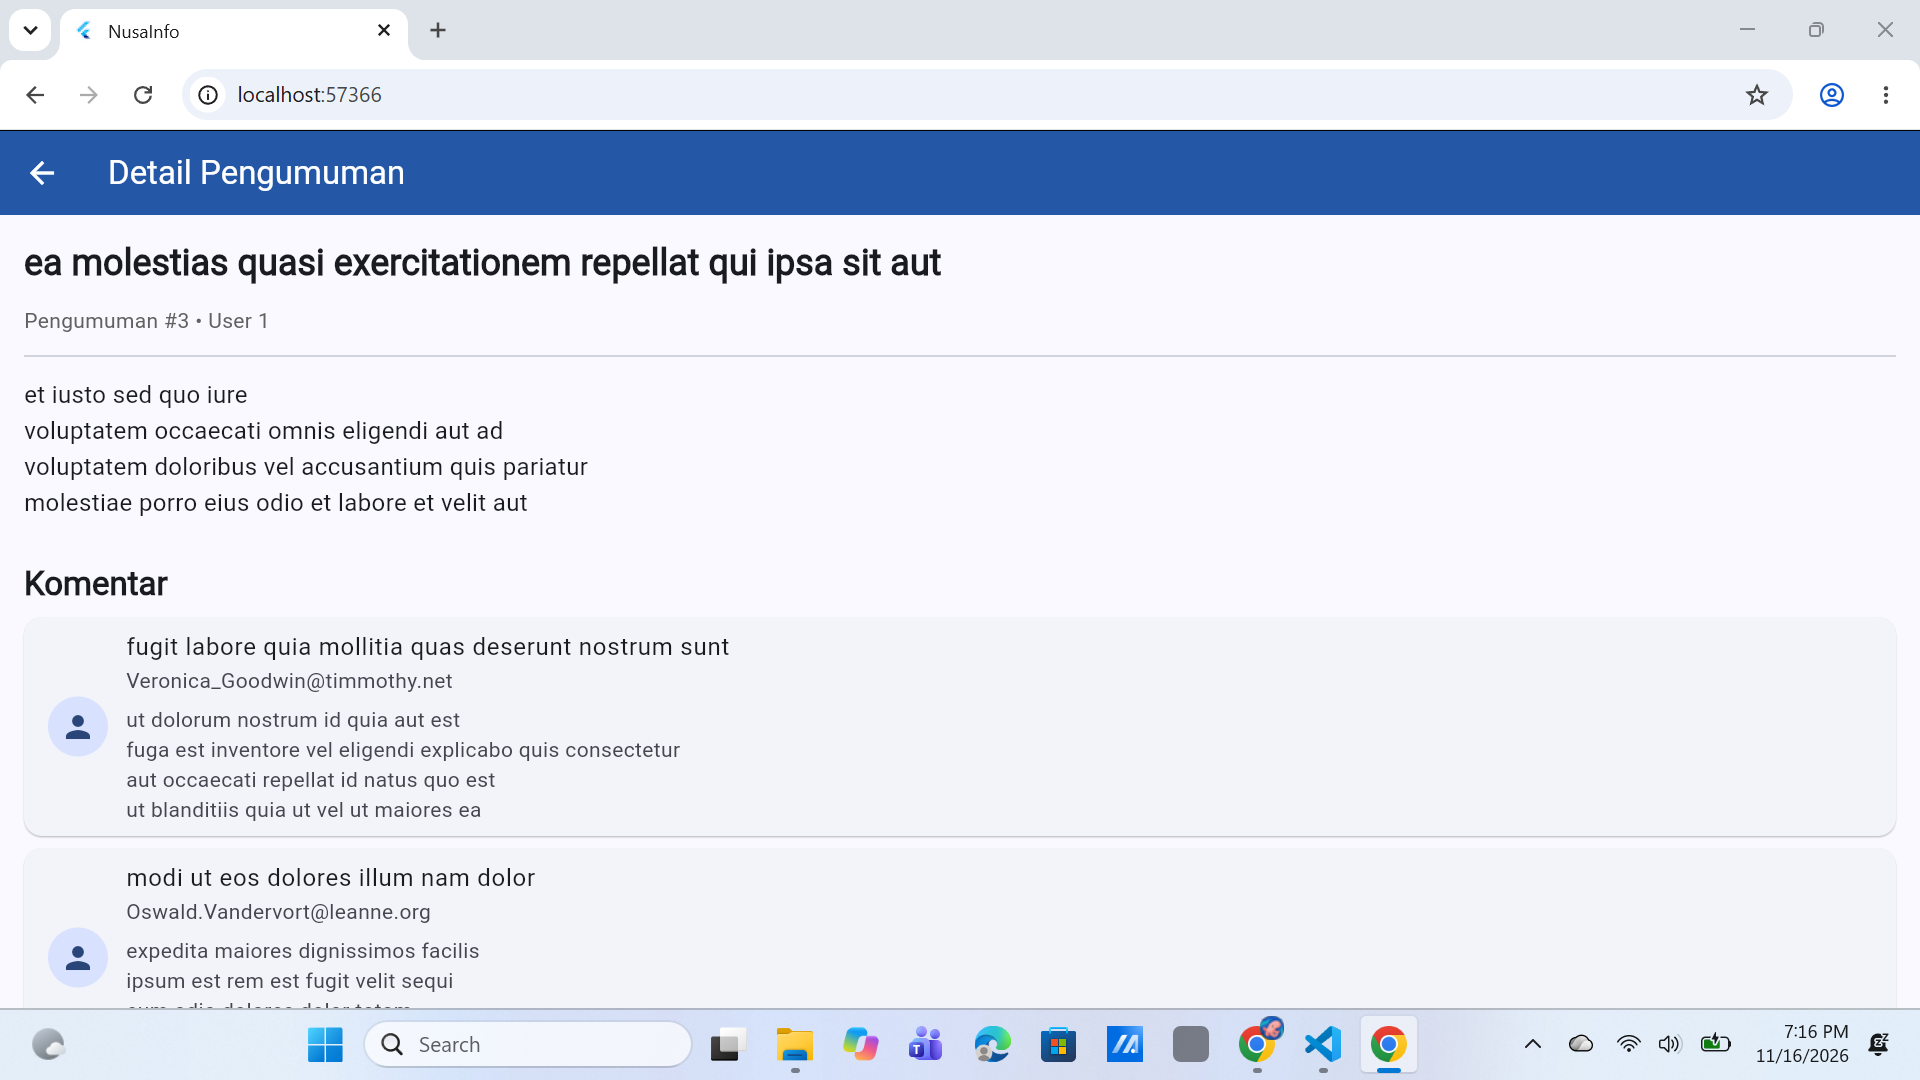 NusaInfo
localhost:57366
Detail Pengumuman
ea molestias quasi exercitationem repellat qui ipsa sit aut
Pengumuman #3 • User 1
et iusto sed quo iure
voluptatem occaecati omnis eligendi aut ad
voluptatem doloribus vel accusantium quis pariatur
molestiae porro eius odio et labore et velit aut
Komentar
fugit labore quia mollitia quas deserunt nostrum sunt
Veronica_Goodwin@timmothy.net
ut dolorum nostrum id quia aut est
fuga est inventore vel eligendi explicabo quis consectetur
aut occaecati repellat id natus quo est
ut blanditiis quia ut vel ut maiores ea
modi ut eos dolores illum nam dolor
Oswald.Vandervort@leanne.org
expedita maiores dignissimos facilis
ipsum est rem est fugit velit sequi
Search
7:16 PM
11/16/2026